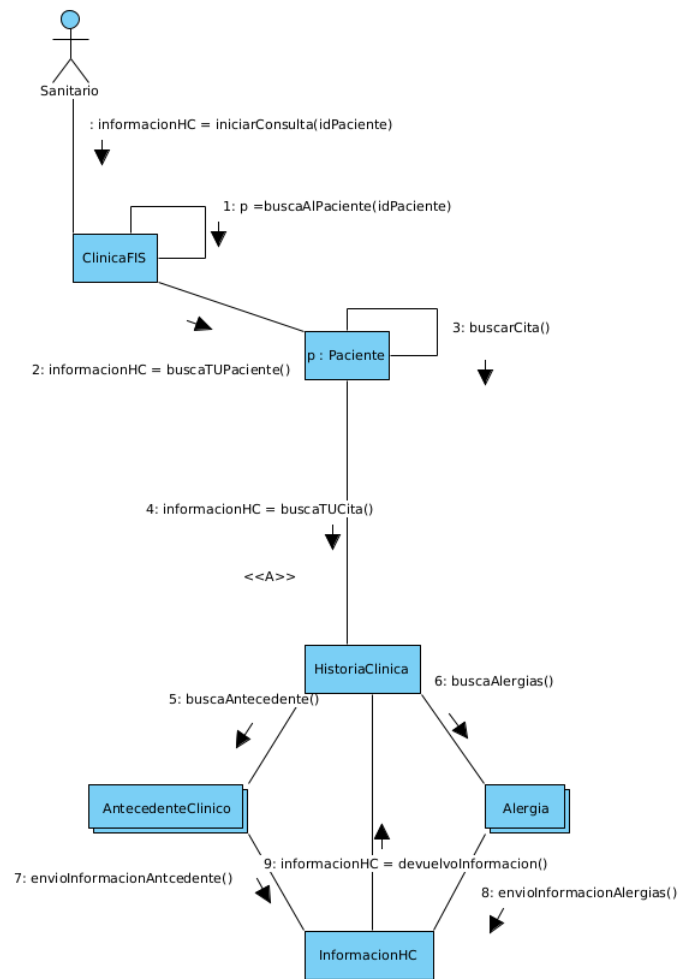 Sanitario
: informacionHC = iniciarConsulta(idPaciente)
1: p =buscaAlPaciente(idPaciente)
ClinicaFIS
3: buscarCita()
p : Paciente
2: informacionHC = buscaTUPaciente()
4: informacionHC = buscaTUCita()
<<A>>
HistoriaClinica
6: buscaAlergias()
5: buscaAntecedente()
AntecedenteClinico
Alergia
9: informacionHC = devuelvoInformacion()
7: envioInformacionAntcedente()
8: envioInformacionAlergias()
InformacionHC